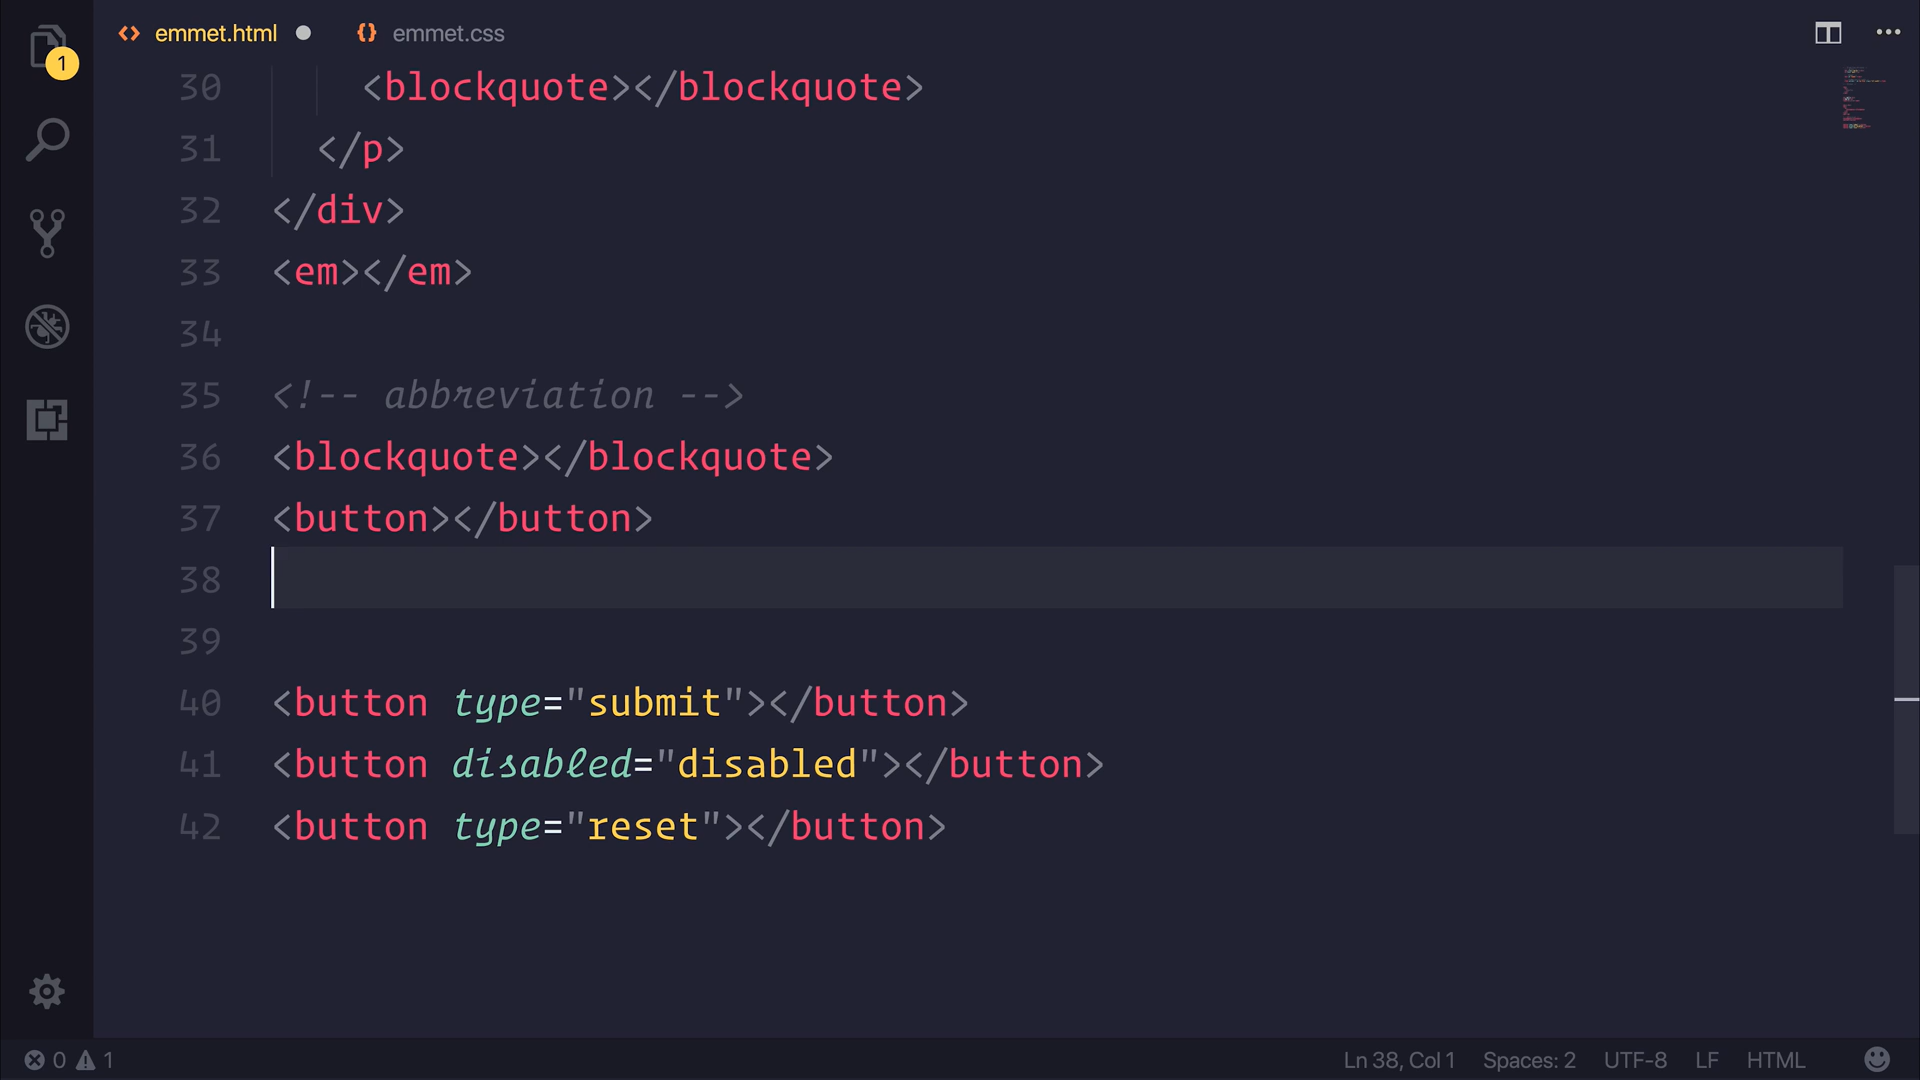 1
emmet.html
emmet.css
30 <blockquote></blockquote>
31 </p>
32 </div>
33 <em></em>
34
35 <!-- abbreviation -->
36 <blockquote></blockquote>
37 <button></button>
38
39
40 <button type="submit"></button>
41 <button disabled="disabled"></button>
42 <button type="reset"></button>
0 1 Ln 38, Col 1 Spaces: 2 UTF-8 LF HTML